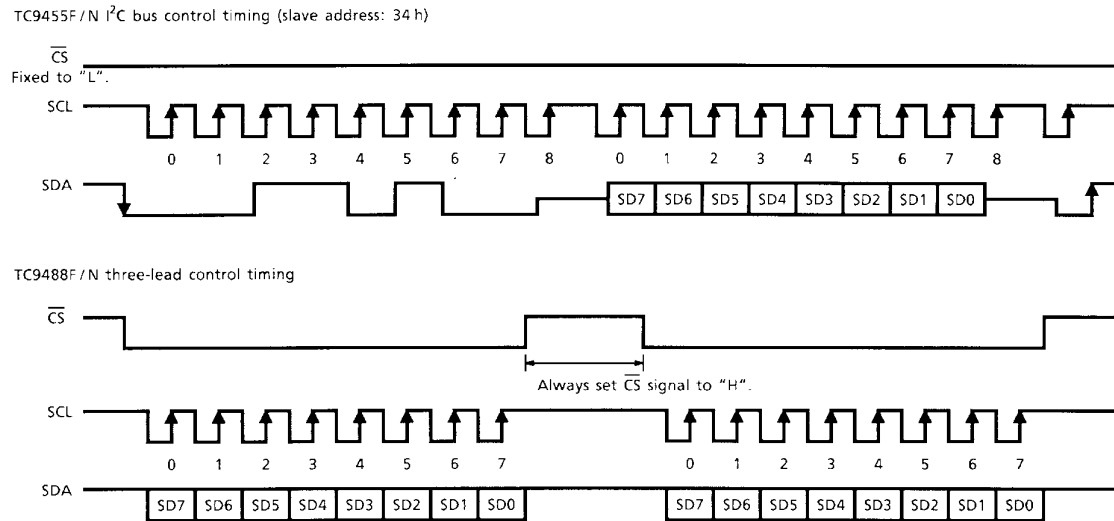 TC9455F/N I²C bus control timing (slave address: 34 h)
CS
Fixed to "L".
SCL
0 1 2 3 4 5 6 7 8 0 1 2 3 4 5 6 7 8
SDA
SD7 SD6 SD5 SD4 SD3 SD2 SD1 SD0
TC9488F/N three-lead control timing
CS
Always set CS signal to "H".
SCL
0 1 2 3 4 5 6 7 0 1 2 3 4 5 6 7
SDA
SD7 SD6 SD5 SD4 SD3 SD2 SD1 SD0 SD7 SD6 SD5 SD4 SD3 SD2 SD1 SD0